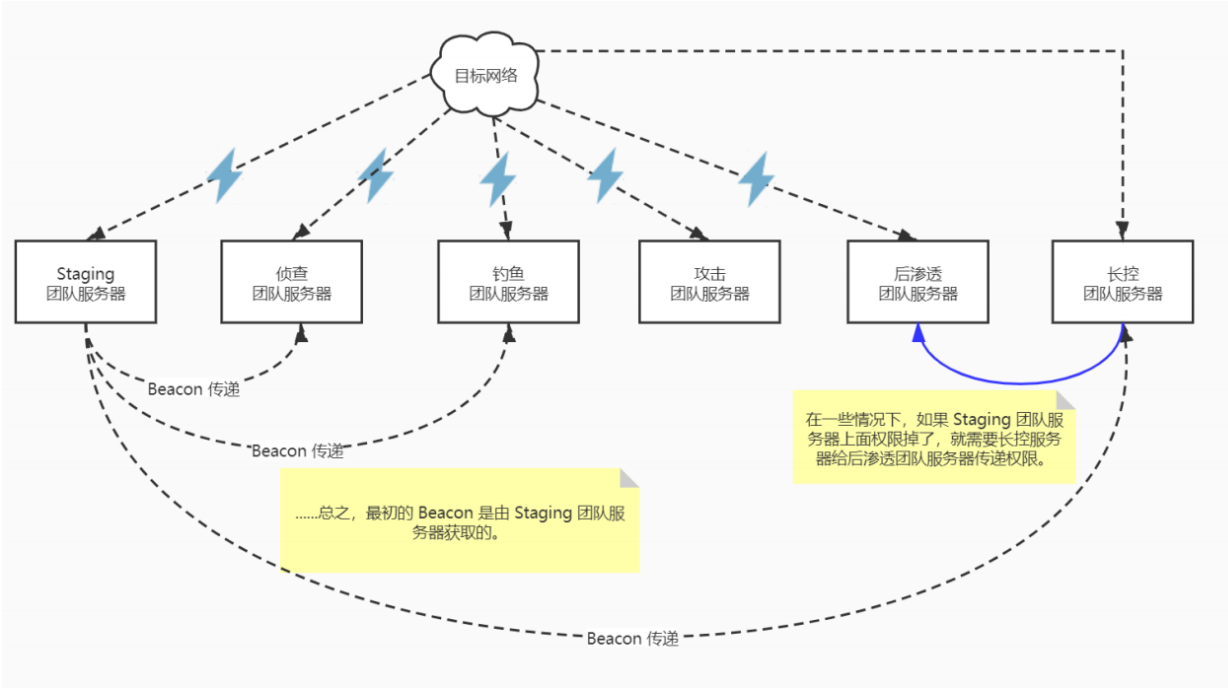 目标网络
Staging
团队服务器
侦查
团队服务器
钓鱼
团队服务器
攻击
团队服务器
后渗透
团队服务器
长控
团队服务器
Beacon 传递
Beacon 传递
在一些情况下，如果 Staging 团队服
务器上面权限掉了，就需要长控服务
器给后渗透团队服务器传递权限。
......总之，最初的 Beacon 是由 Staging 团队服
务器获取的。
Beacon 传递